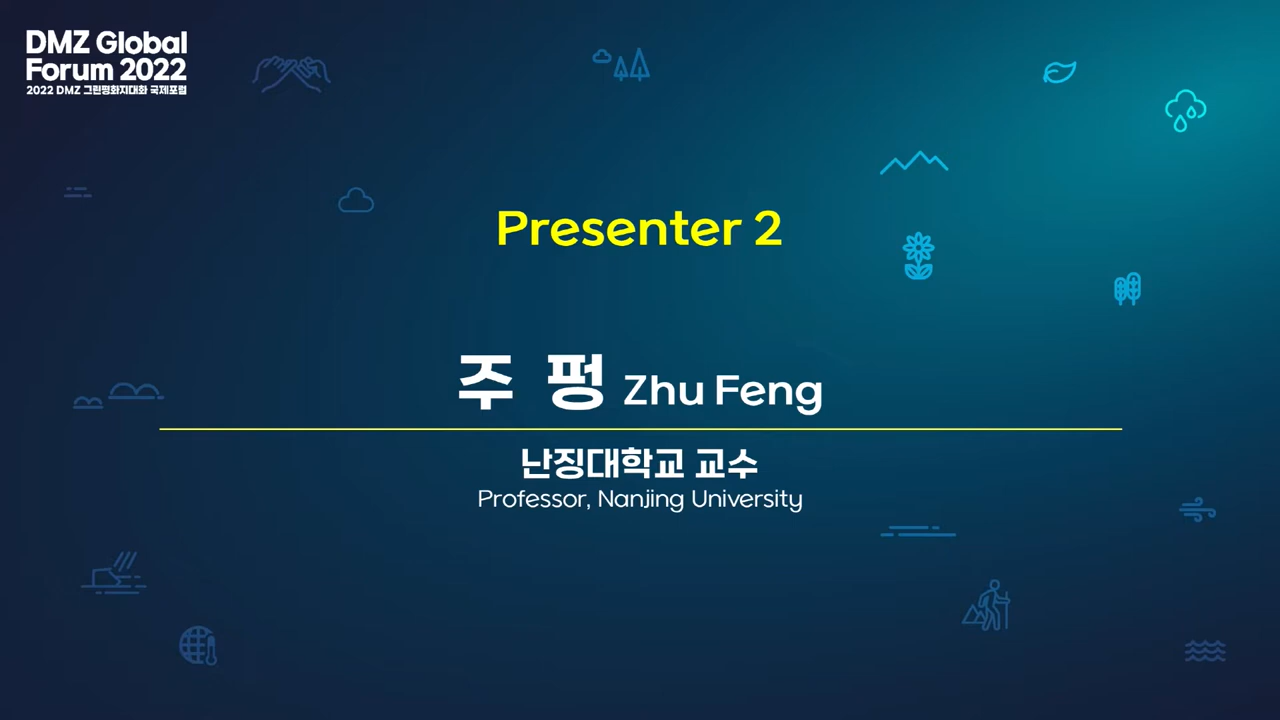 DMZ Global
Forum 2022
2022 DMZ 그린평화지대화 국제포럼
Presenter 2
주 펑 Zhu Feng
난징대학교 교수
Professor, Nanjing University